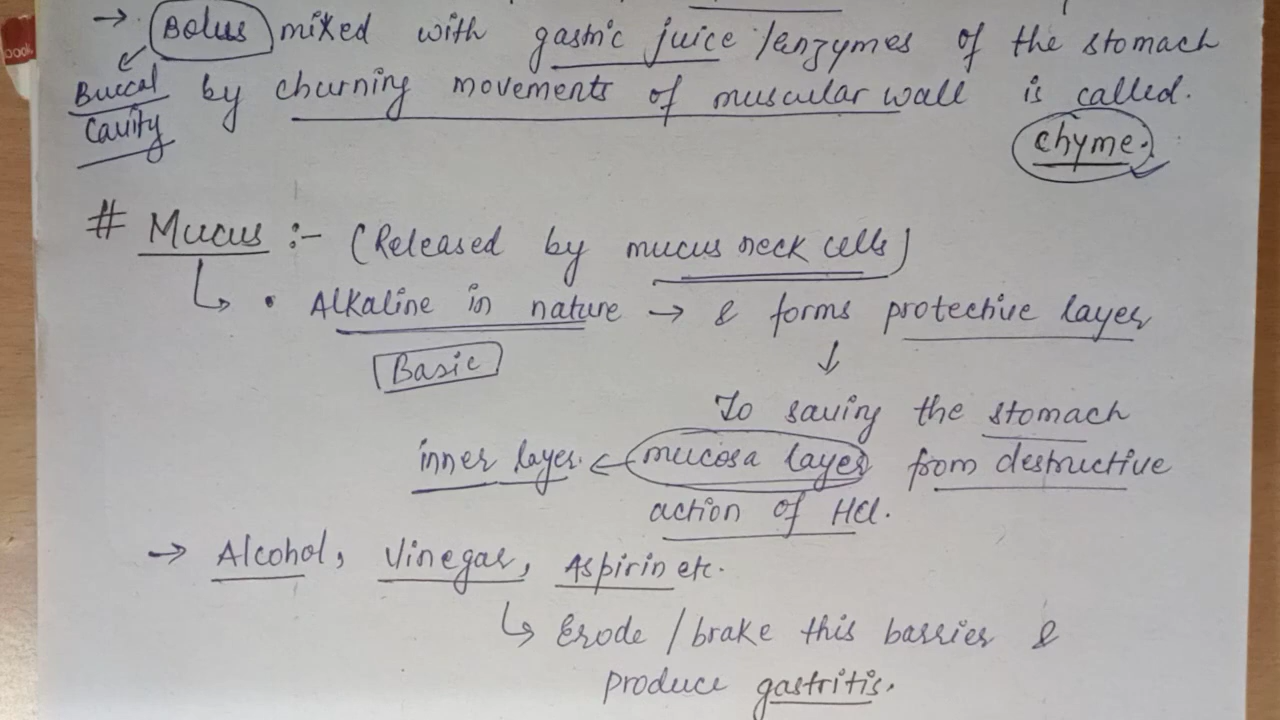 book
→ Bolus mixed with gastric juice /enzymes of the stomach
Buccal Cavity
by churning movements of muscular wall is called.
chyme.
# Mucus :- (Released by mucus neck cells)
• Alkaline in nature → & forms protective layer
Basic
To saving the stomach
inner layer. ← mucosa layer from destructive
action of HCl.
→ Alcohol, Vinegar, Aspirin etc.
Erode / brake this barrier &
produce gastritis.